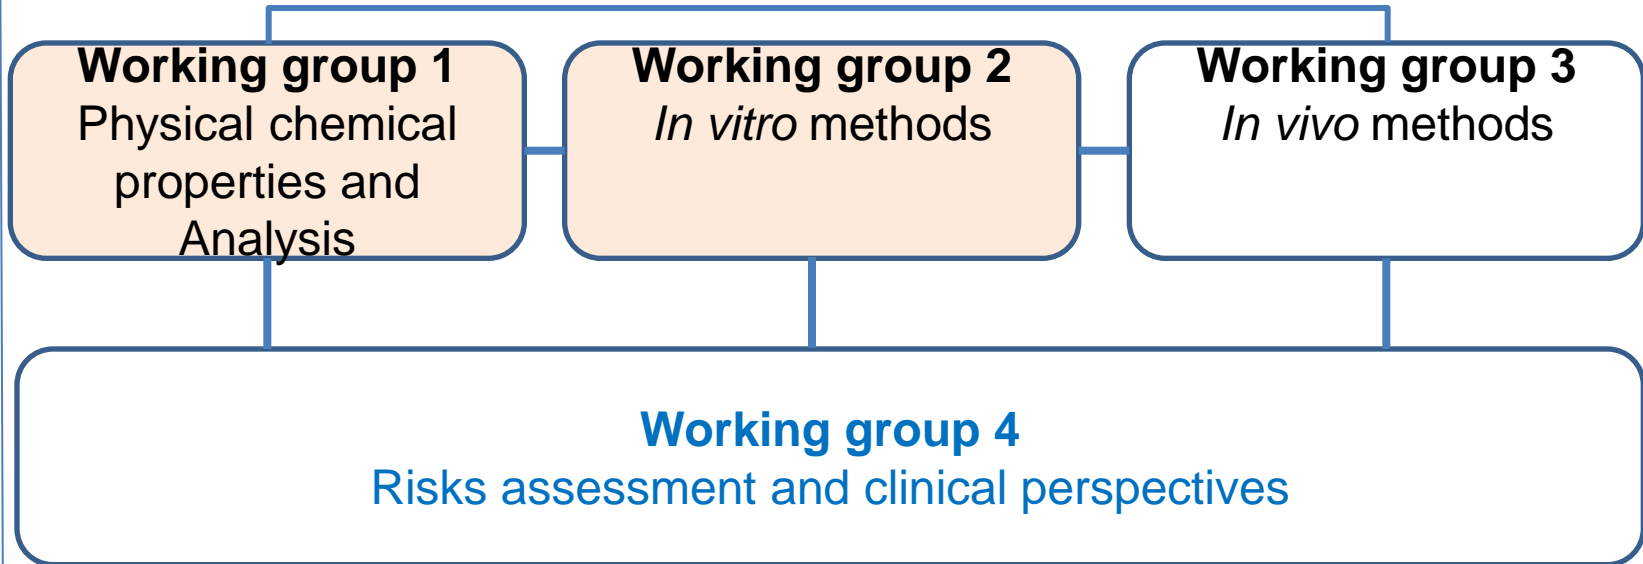 Working group 1
Physical chemical
properties and
Analysis
Working group 2
In vitro methods
Working group 3
In vivo methods
Working group 4
Risks assessment and clinical perspectives